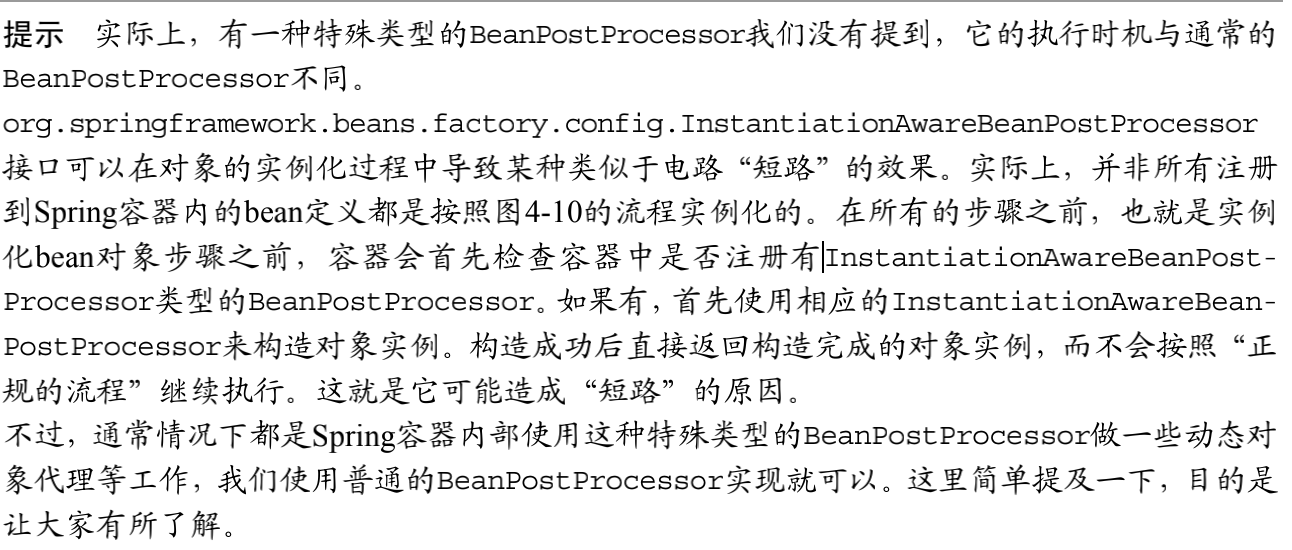 提示 实际上，有一种特殊类型的BeanPostProcessor我们没有提到，它的执行时机与通常的
BeanPostProcessor不同。
org.springframework.beans.factory.config.InstantiationAwareBeanPostProcessor
接口可以在对象的实例化过程中导致某种类似于电路“短路”的效果。实际上，并非所有注册
到Spring容器内的bean定义都是按照图4-10的流程实例化的。在所有的步骤之前，也就是实例
化bean对象步骤之前，容器会首先检查容器中是否注册有InstantiationAwareBeanPost-
Processor类型的BeanPostProcessor。如果有，首先使用相应的InstantiationAwareBean-
PostProcessor来构造对象实例。构造成功后直接返回构造完成的对象实例，而不会按照“正
规的流程”继续执行。这就是它可能造成“短路”的原因。
不过，通常情况下都是Spring容器内部使用这种特殊类型的BeanPostProcessor做一些动态对
象代理等工作，我们使用普通的BeanPostProcessor实现就可以。这里简单提及一下，目的是
让大家有所了解。